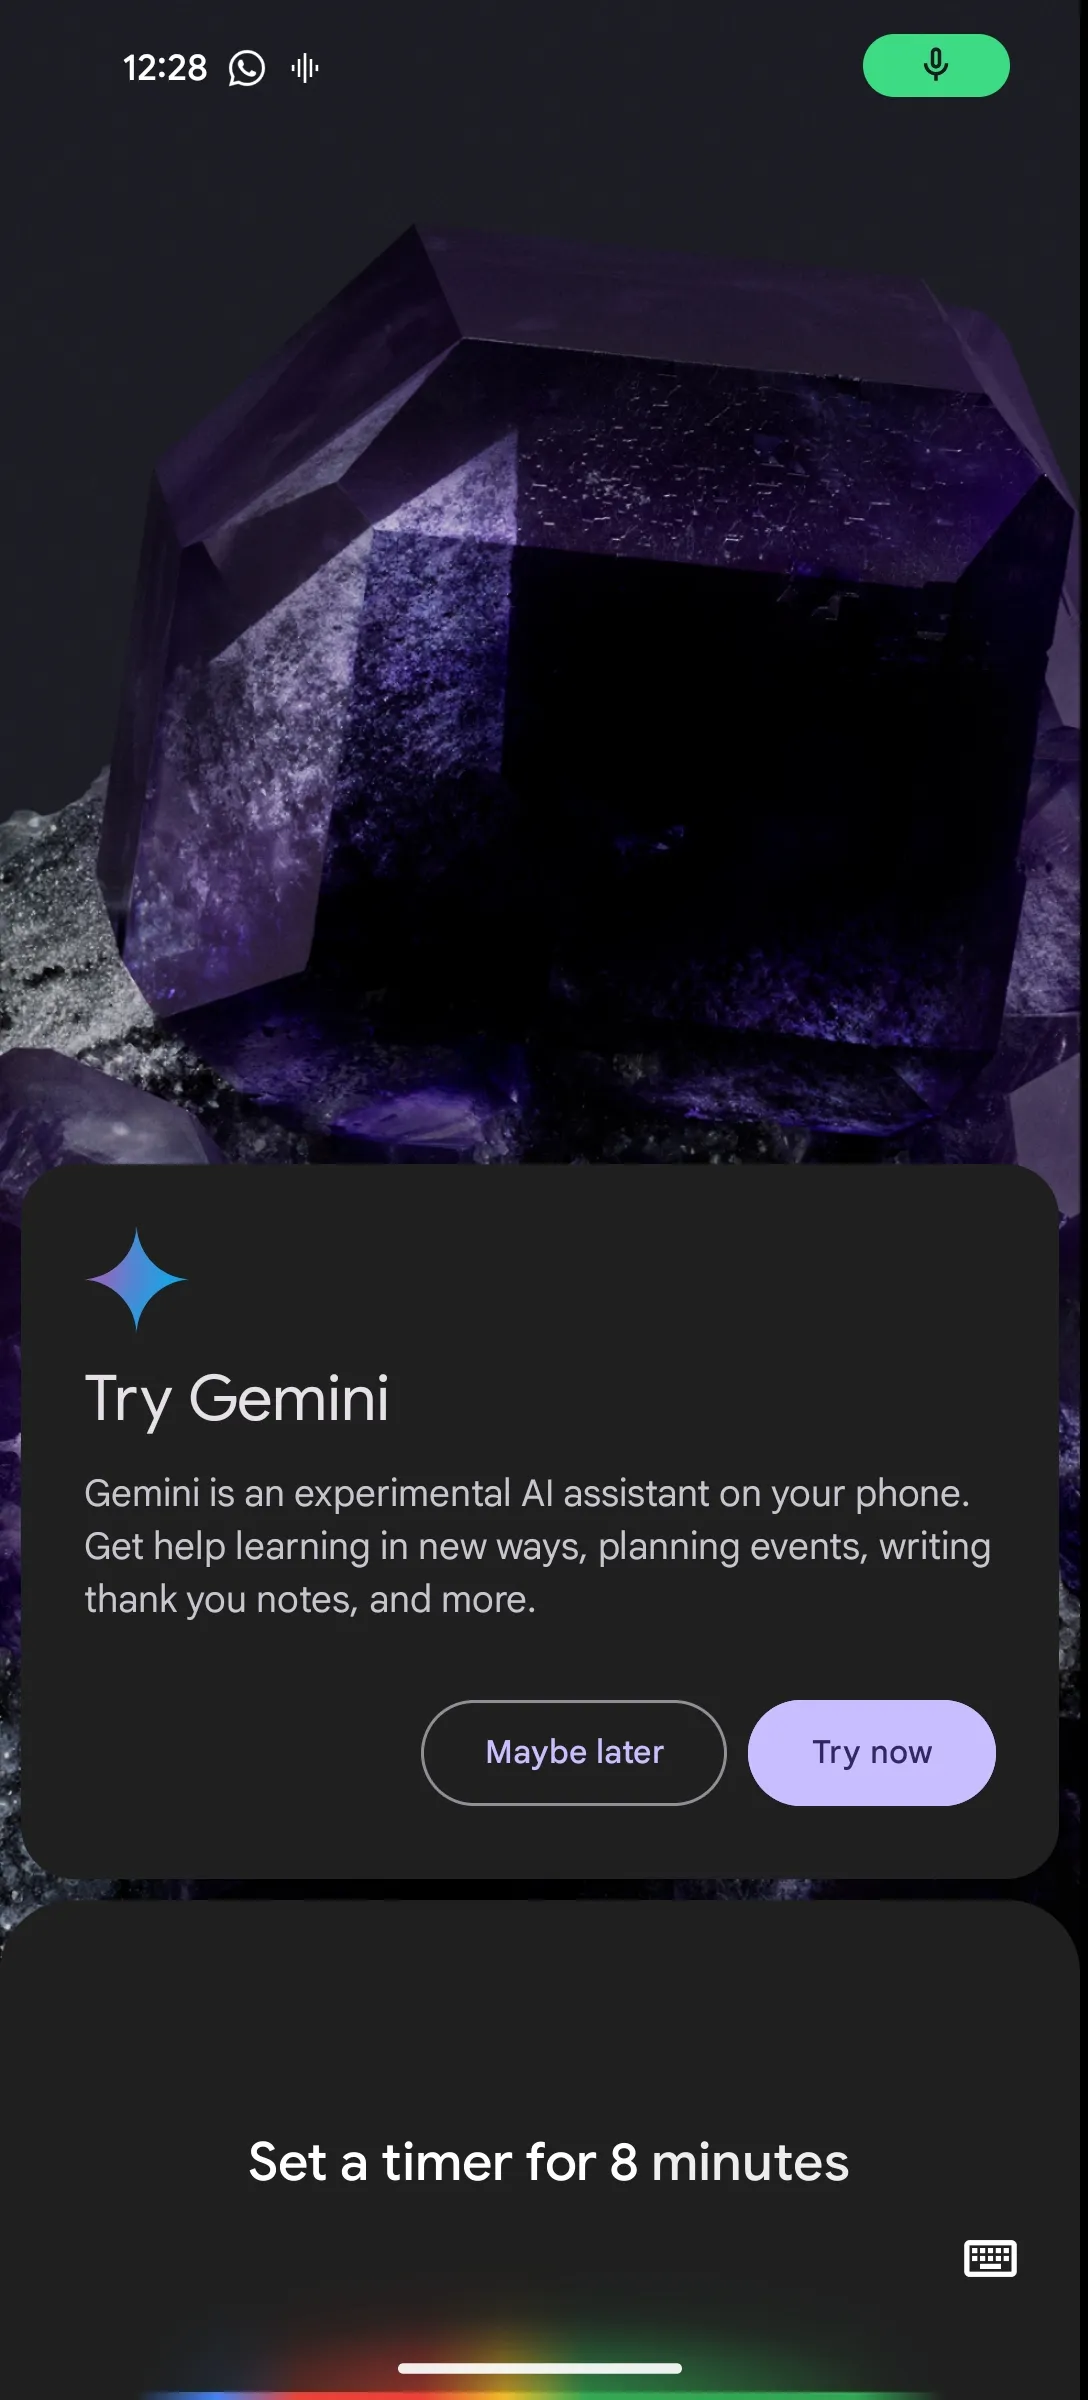 12:28
Try Gemini
Gemini is an experimental AI assistant on your phone.
Get help learning in new ways, planning events, writing
thank you notes, and more.
Maybe later
Try now
Set a timer for 8 minutes